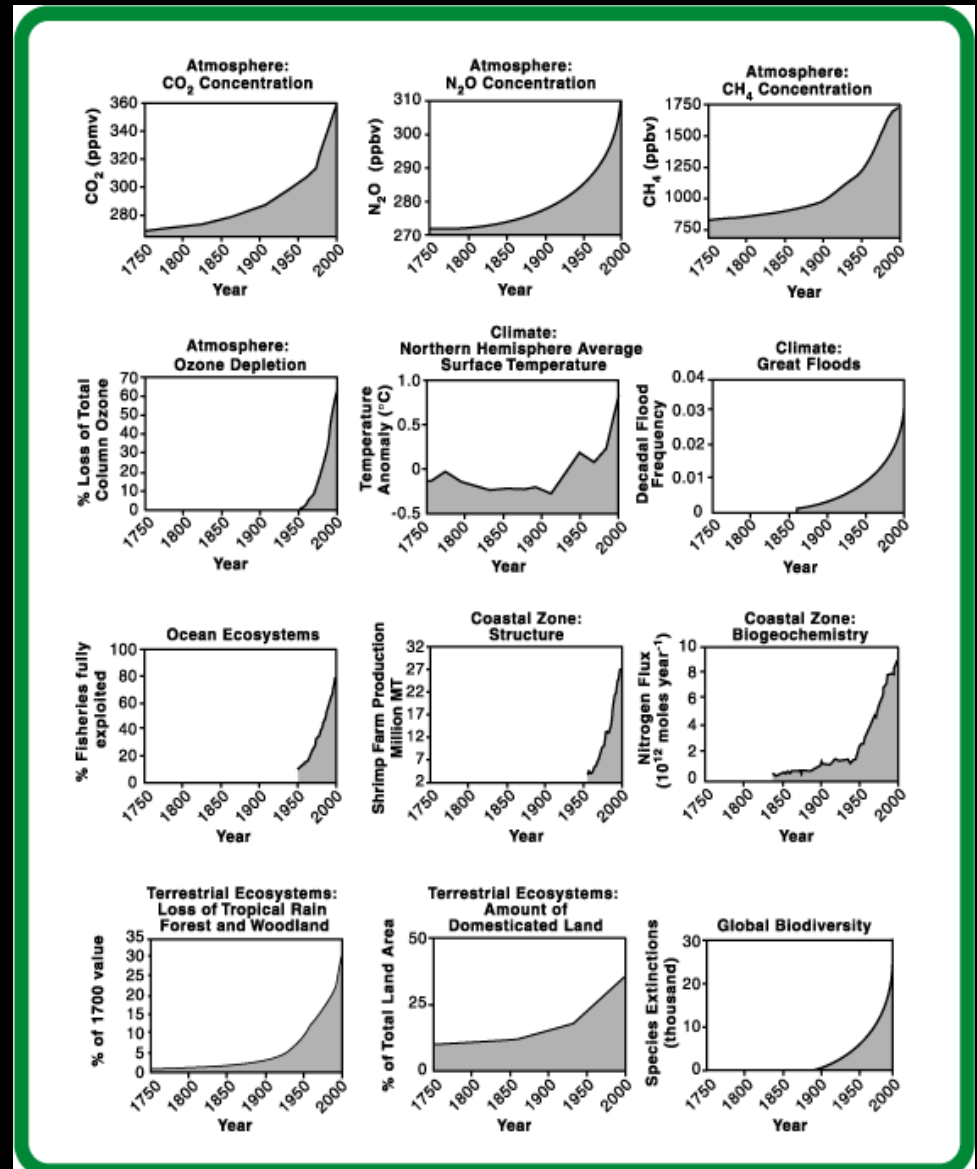 Atmosphere:
CO₂ Concentration
CO₂ (ppmv)
360
340
320
300
280
1750
1800
1850
1900
1950
2000
Year
Atmosphere:
N₂O Concentration
N₂O (ppbv)
310
300
290
280
270
1750
1800
1850
1900
1950
2000
Year
Atmosphere:
CH₄ Concentration
CH₄ (ppbv)
1750
1500
1250
1000
750
1750
1800
1850
1900
1950
2000
Year
Atmosphere:
Ozone Depletion
% Loss of Total
Column Ozone
70
60
50
40
30
20
10
0
1750
1800
1850
1900
1950
2000
Year
Climate:
Northern Hemisphere Average
Surface Temperature
Temperature
Anomaly (°C)
1.0
0.5
0
-0.5
1750
1800
1850
1900
1950
2000
Year
Climate:
Great Floods
Decadal Flood
Frequency
0.04
0.03
0.02
0.01
0
1750
1800
1850
1900
1950
2000
Year
Ocean Ecosystems
% Fisheries fully
exploited
100
80
60
40
20
0
1750
1800
1850
1900
1950
2000
Year
Coastal Zone:
Structure
Shrimp Farm Production
Million MT
32
27
22
17
12
7
2
1750
1800
1850
1900
1950
2000
Year
Coastal Zone:
Biogeochemistry
Nitrogen Flux
(10¹² moles year⁻¹)
10
8
6
4
2
0
1750
1800
1850
1900
1950
2000
Year
Terrestrial Ecosystems:
Loss of Tropical Rain
Forest and Woodland
% of 1700 value
35
30
25
20
15
10
5
0
1750
1800
1850
1900
1950
2000
Year
Terrestrial Ecosystems:
Amount of
Domesticated Land
% of Total Land Area
50
25
0
1750
1800
1850
1900
1950
2000
Year
Global Biodiversity
Species Extinctions
(thousand)
30
20
10
0
1750
1800
1850
1900
1950
2000
Year